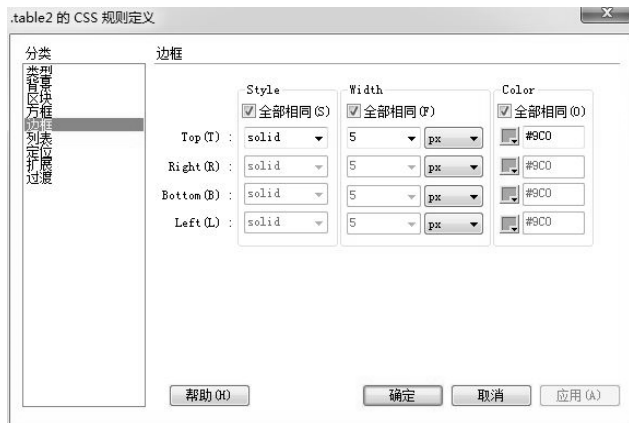 .table2 的 CSS 规则定义
分类
类型
背景
区块
方框
边框
列表
定位
扩展
过渡
边框
Style Width Color
全部相同(S) 全部相同(F) 全部相同(O)
Top(T) : solid 5 px #9C0
Right(R) : solid 5 px #9C0
Bottom(B) : solid 5 px #9C0
Left(L) : solid 5 px #9C0
帮助(H) 确定 取消 应用(A)